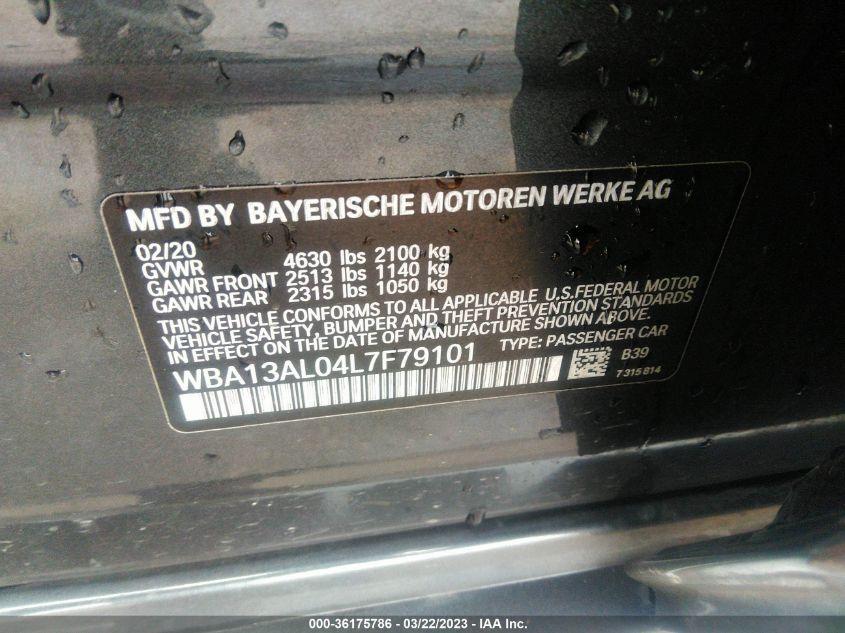 MFD BY BAYERISCHE MOTOREN WERKE AG
02/20
GVWR 4630 lbs 2100 kg
GAWR FRONT 2513 lbs 1140 kg
GAWR REAR 2315 lbs 1050 kg
THIS VEHICLE CONFORMS TO ALL APPLICABLE U.S.FEDERAL MOTOR
VEHICLE SAFETY, BUMPER AND THEFT PREVENTION STANDARDS
IN EFFECT ON THE DATE OF MANUFACTURE SHOWN ABOVE.
WBA13AL04L7F79101 TYPE: PASSENGER CAR
B39
7 315 814
000-36175786 - 03/22/2023 - IAA Inc.